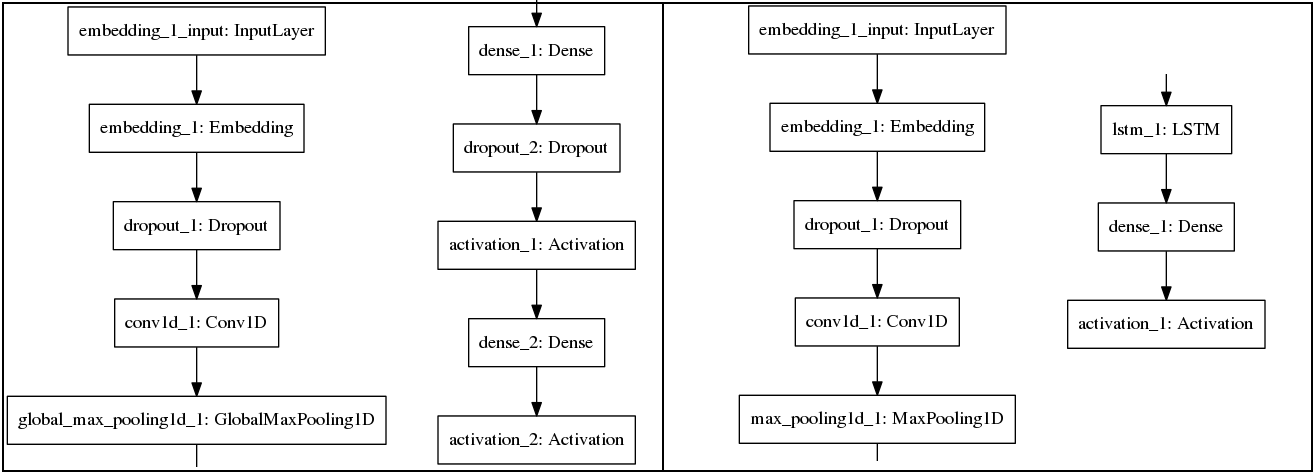 embedding_1_input: InputLayer
embedding_1: Embedding
dropout_1: Dropout
conv1d_1: Conv1D
global_max_pooling1d_1: GlobalMaxPooling1D
dense_1: Dense
dropout_2: Dropout
activation_1: Activation
dense_2: Dense
activation_2: Activation
embedding_1_input: InputLayer
embedding_1: Embedding
dropout_1: Dropout
conv1d_1: Conv1D
max_pooling1d_1: MaxPooling1D
lstm_1: LSTM
dense_1: Dense
activation_1: Activation